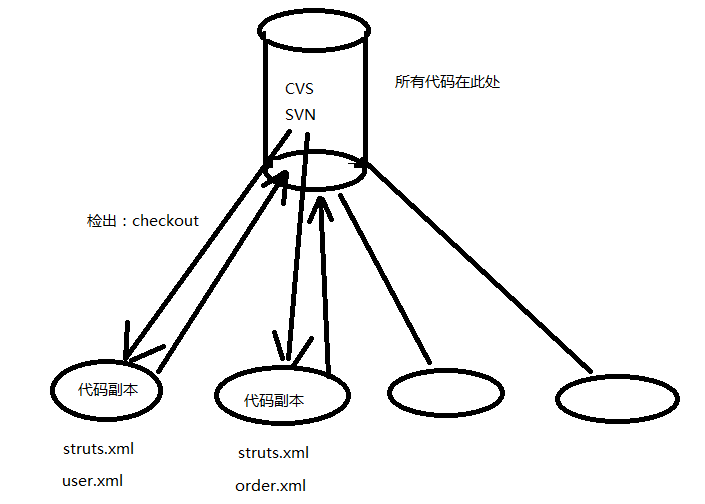 CVS
SVN
所有代码在此处
检出：checkout
代码副本
struts.xml
user.xml
代码副本
struts.xml
order.xml